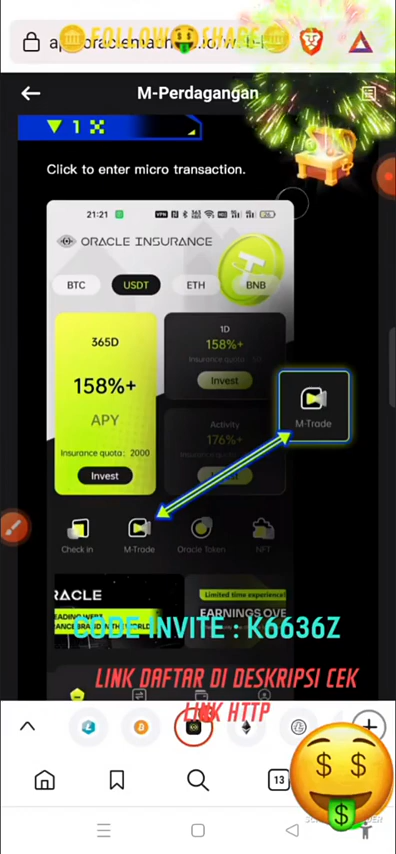 FOLLOW SHARE
M-Perdagangan
1
Click to enter micro transaction.
21:21
ORACLE INSURANCE
BTC USDT ETH BNB
365D
158%+
APY
Insurance quota: 2000
Invest
1D
158%+
Invest
Activity
176%+
M-Trade
Check in M-Trade Oracle Token NFT
Limited time experience!
EARNINGS OVE
CODE INVITE : K6636Z
LINK DAFTAR DI DESKRIPSI CEK
LINK HTTP
13